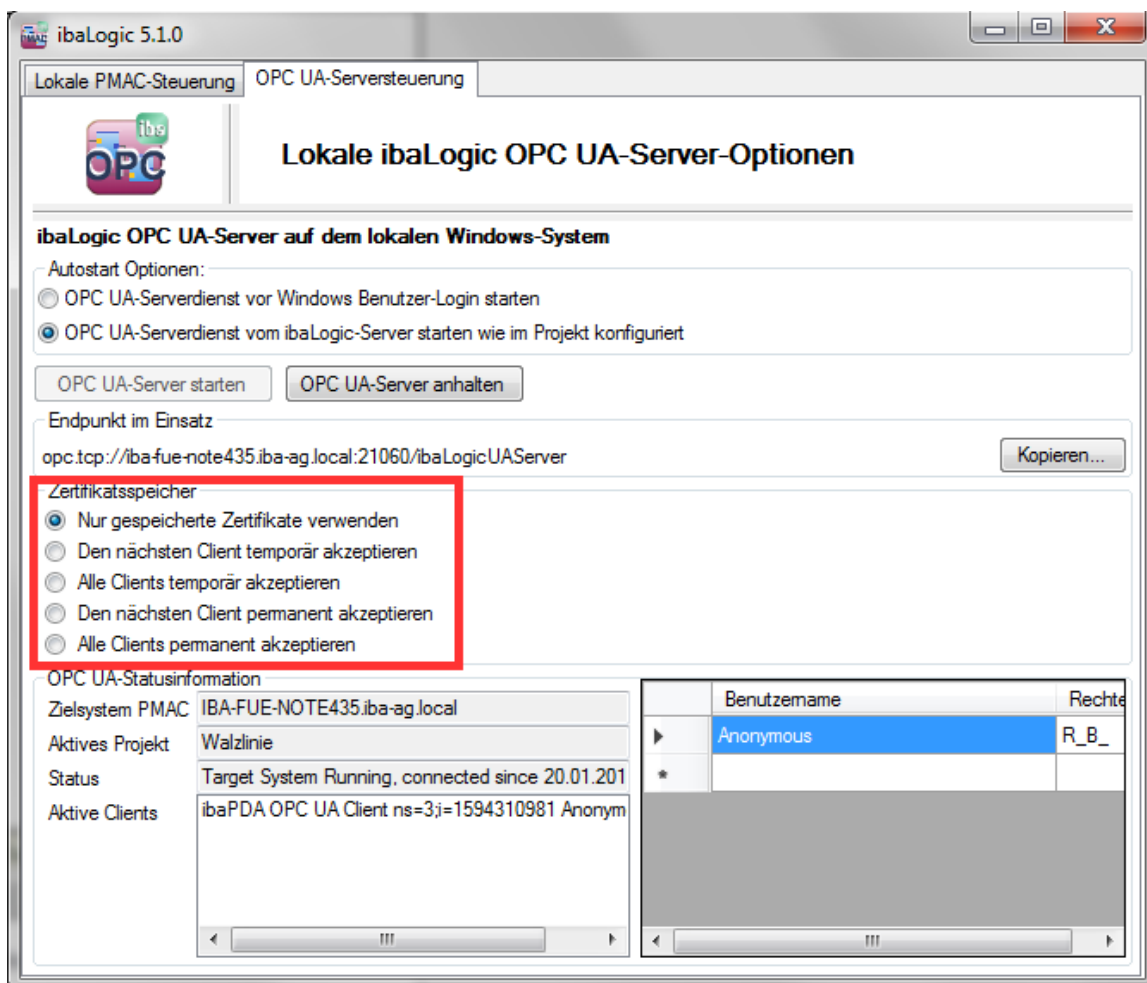 ibaLogic 5.1.0
Lokale PMAC-Steuerung
OPC UA-Serversteuerung
iba
OPC
Lokale ibaLogic OPC UA-Server-Optionen
ibaLogic OPC UA-Server auf dem lokalen Windows-System
Autostart Optionen:
OPC UA-Serverdienst vor Windows Benutzer-Login starten
OPC UA-Serverdienst vom ibaLogic-Server starten wie im Projekt konfiguriert
OPC UA-Server starten
OPC UA-Server anhalten
Endpunkt im Einsatz
opc.tcp://iba-fue-note435.iba-ag.local:21060/ibaLogicUAServer
Kopieren...
Zertifikatsspeicher
Nur gespeicherte Zertifikate verwenden
Den nächsten Client temporär akzeptieren
Alle Clients temporär akzeptieren
Den nächsten Client permanent akzeptieren
Alle Clients permanent akzeptieren
OPC UA-Statusinformation
Zielsystem PMAC IBA-FUE-NOTE435.iba-ag.local
Aktives Projekt Walzlinie
Status Target System Running, connected since 20.01.201
Aktive Clients ibaPDA OPC UA Client ns=3;i=1594310981 Anonym
Benutzername Rechte
Anonymous R_B_